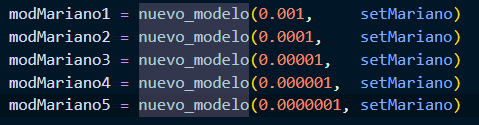 modMariano1 = nuevo_modelo(0.001,     setMariano)
modMariano2 = nuevo_modelo(0.0001,    setMariano)
modMariano3 = nuevo_modelo(0.00001,   setMariano)
modMariano4 = nuevo_modelo(0.000001,  setMariano)
modMariano5 = nuevo_modelo(0.0000001, setMariano)